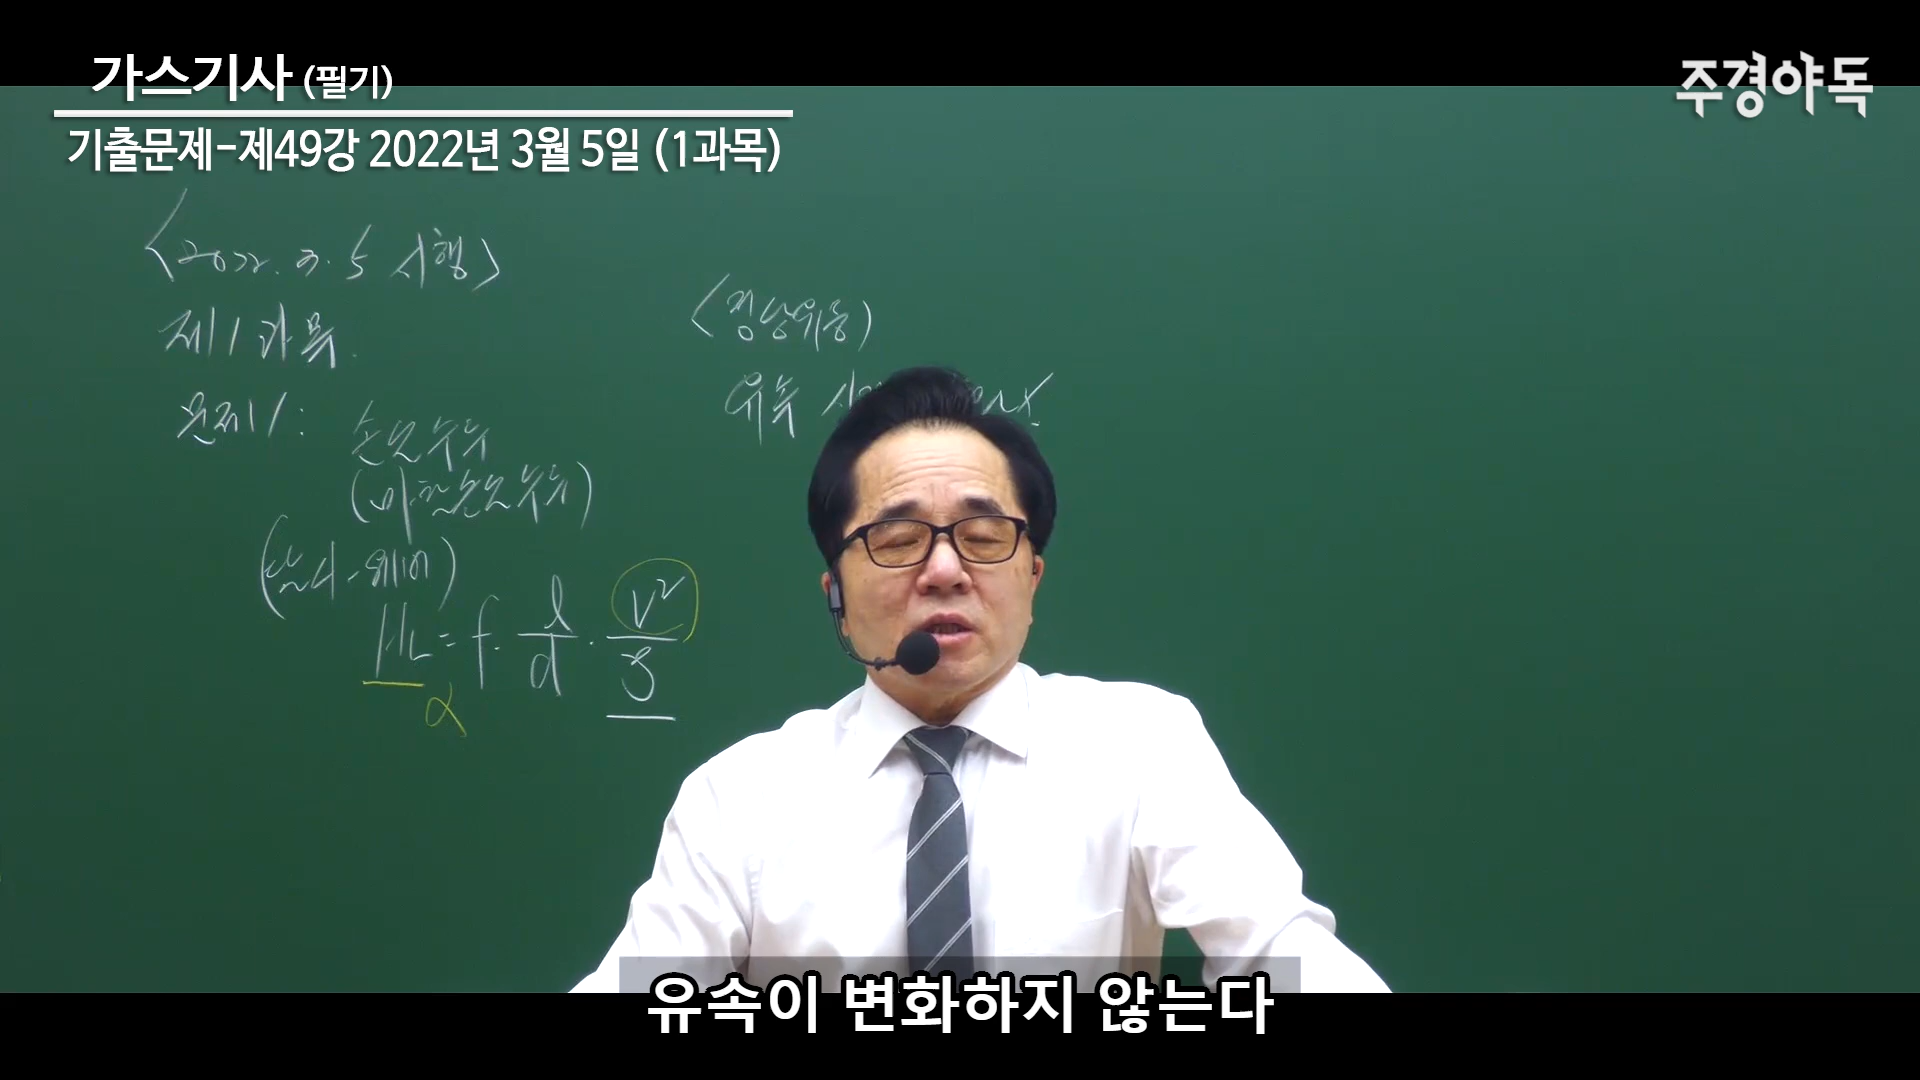 가스기사 (필기)
주경야독
기출문제-제49강 2022년 3월 5일 (1과목)
<2022. 3. 5 시행>
제1과목.
문제1:
손실수두
(마찰손실수두)
(달시-웨버)
HL = f · l/d · V²/
<정상유동>
유속
유속이 변화하지 않는다